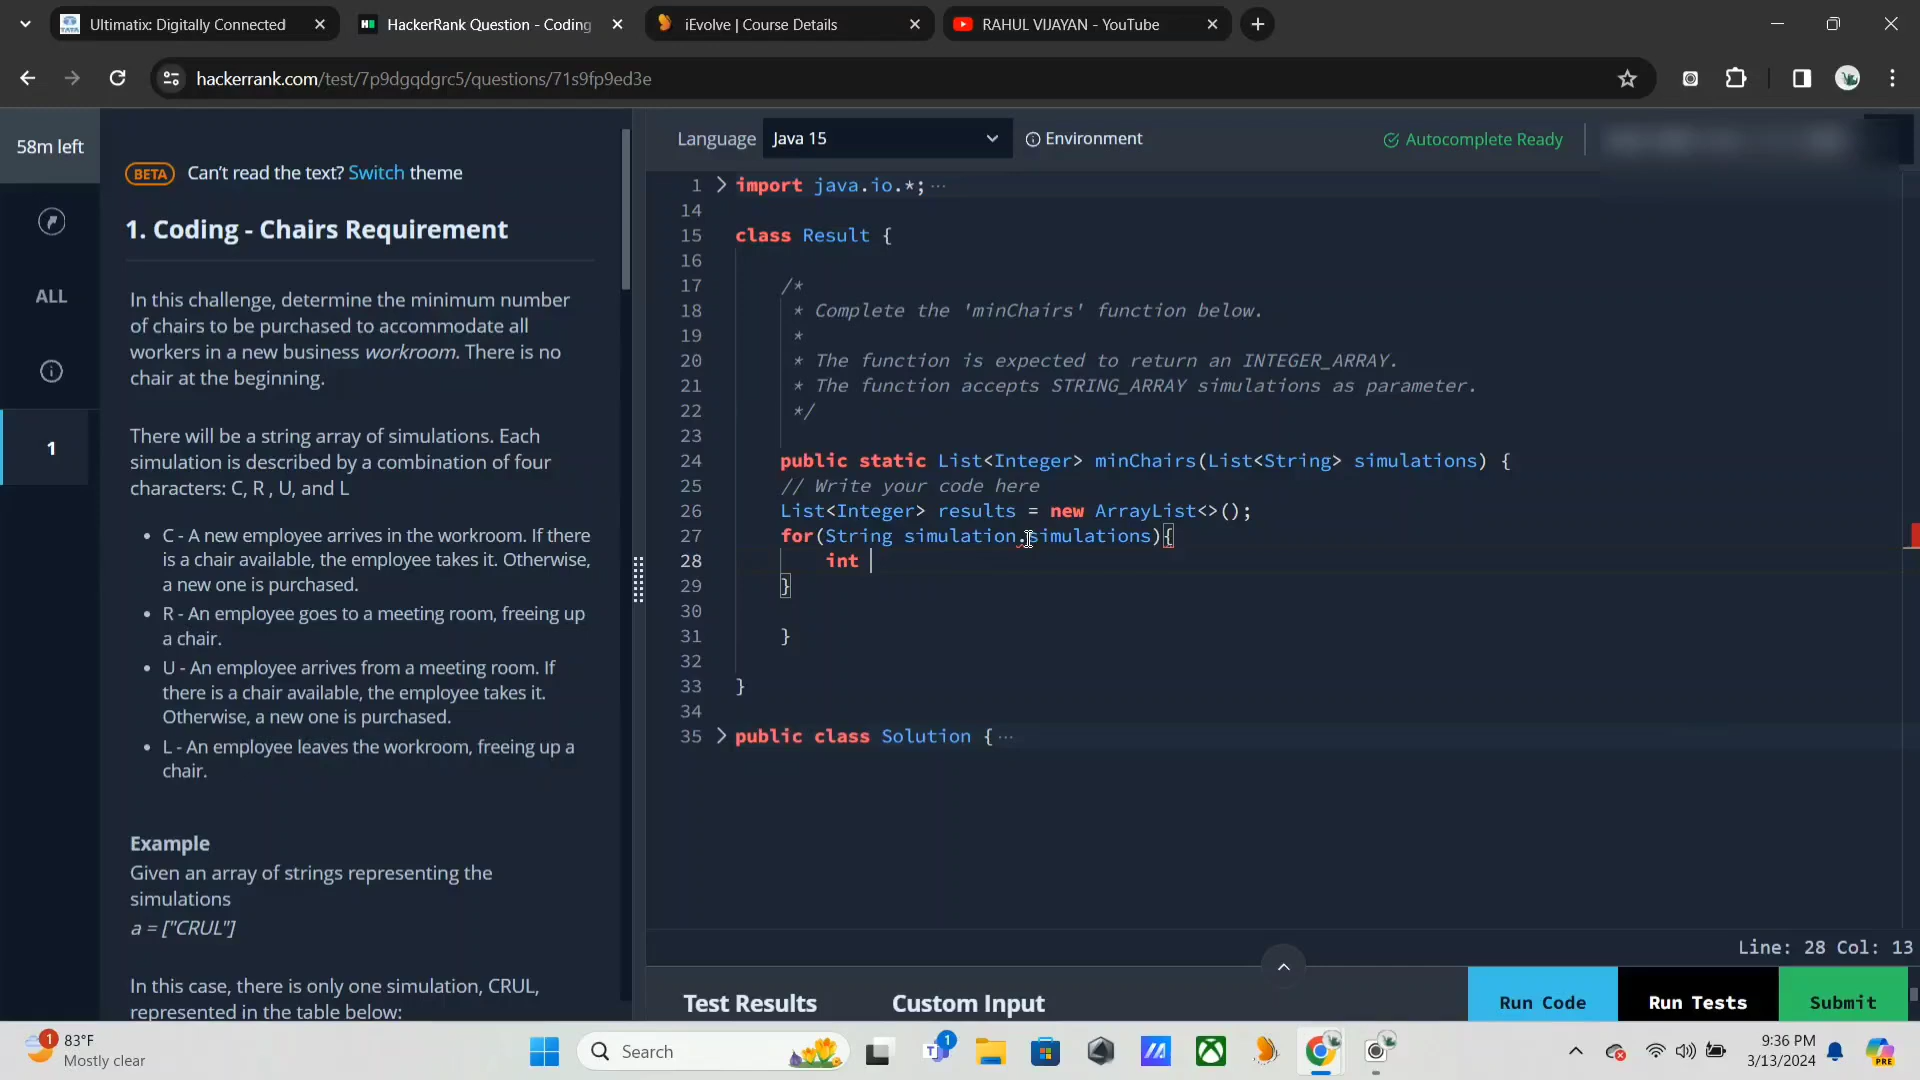 Ultimatix: Digitally Connected
HackerRank Question - Coding
iEvolve | Course Details
RAHUL VIJAYAN - YouTube
hackerrank.com/test/7p9dgqdgrc5/questions/71s9fp9ed3e
58m left
ALL
1
BETA Can't read the text? Switch theme
1. Coding - Chairs Requirement
In this challenge, determine the minimum number
of chairs to be purchased to accommodate all
workers in a new business workroom. There is no
chair at the beginning.
There will be a string array of simulations. Each
simulation is described by a combination of four
characters: C, R , U, and L
• C - A new employee arrives in the workroom. If there
is a chair available, the employee takes it. Otherwise,
a new one is purchased.
• R - An employee goes to a meeting room, freeing up
a chair.
• U - An employee arrives from a meeting room. If
there is a chair available, the employee takes it.
Otherwise, a new one is purchased.
• L - An employee leaves the workroom, freeing up a
chair.
Example
Given an array of strings representing the
simulations
a = ["CRUL"]
In this case, there is only one simulation, CRUL,
represented in the table below:
Language Java 15 Environment Autocomplete Ready
1 import java.io.*; ...
14
15 class Result {
16
17 /*
18 * Complete the 'minChairs' function below.
19 *
20 * The function is expected to return an INTEGER_ARRAY.
21 * The function accepts STRING_ARRAY simulations as parameter.
22 */
23
24 public static List<Integer> minChairs(List<String> simulations) {
25 // Write your code here
26 List<Integer> results = new ArrayList<>();
27 for(String simulation.simulations){
28 int
29 }
30
31 }
32
33 }
34
35 public class Solution { ...
Line: 28 Col: 13
Test Results Custom Input Run Code Run Tests Submit
1
83°F
Mostly clear
Search
1
9:36 PM
3/13/2024
PRE